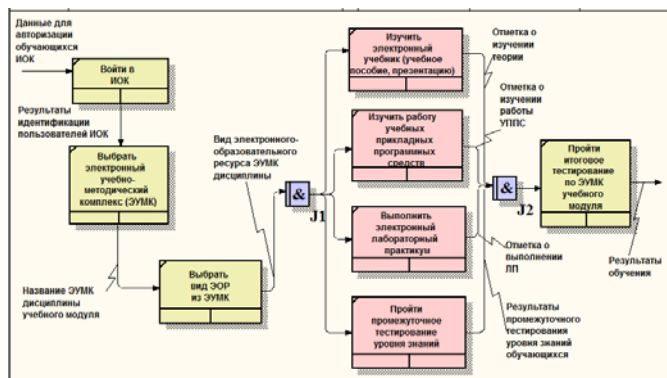 Данные для
авторизации
обучающихся
ИОК
Войти в
ИОК
Результаты
идентификации
пользователей ИОК
Выбрать
электронный
учебно-
методический
комплекс (ЭУМК)
Название ЭУМК
дисциплины
учебного модуля
Выбрать
вид ЭОР
из ЭУМК
Вид электронного-
образовательного
ресурса ЭУМК
дисциплины
&
J1
Изучить
электронный
учебник (учебное
пособие, презентацию)
Изучить работу
учебных
прикладных
программных
средств
Выполнить
электронный
лабораторный
практикум
Пройти
промежуточное
тестирование
уровня знаний
Отметка о
изучении
теории
Отметка о
изучении
работы
УППС
&
J2
Отметка о
выполнении
ЛП
Результаты
промежуточного
тестирования
уровня знаний
обучающихся
Пройти
итоговое
тестирование
по ЭУМК
учебного
модуля
Результаты
обучения